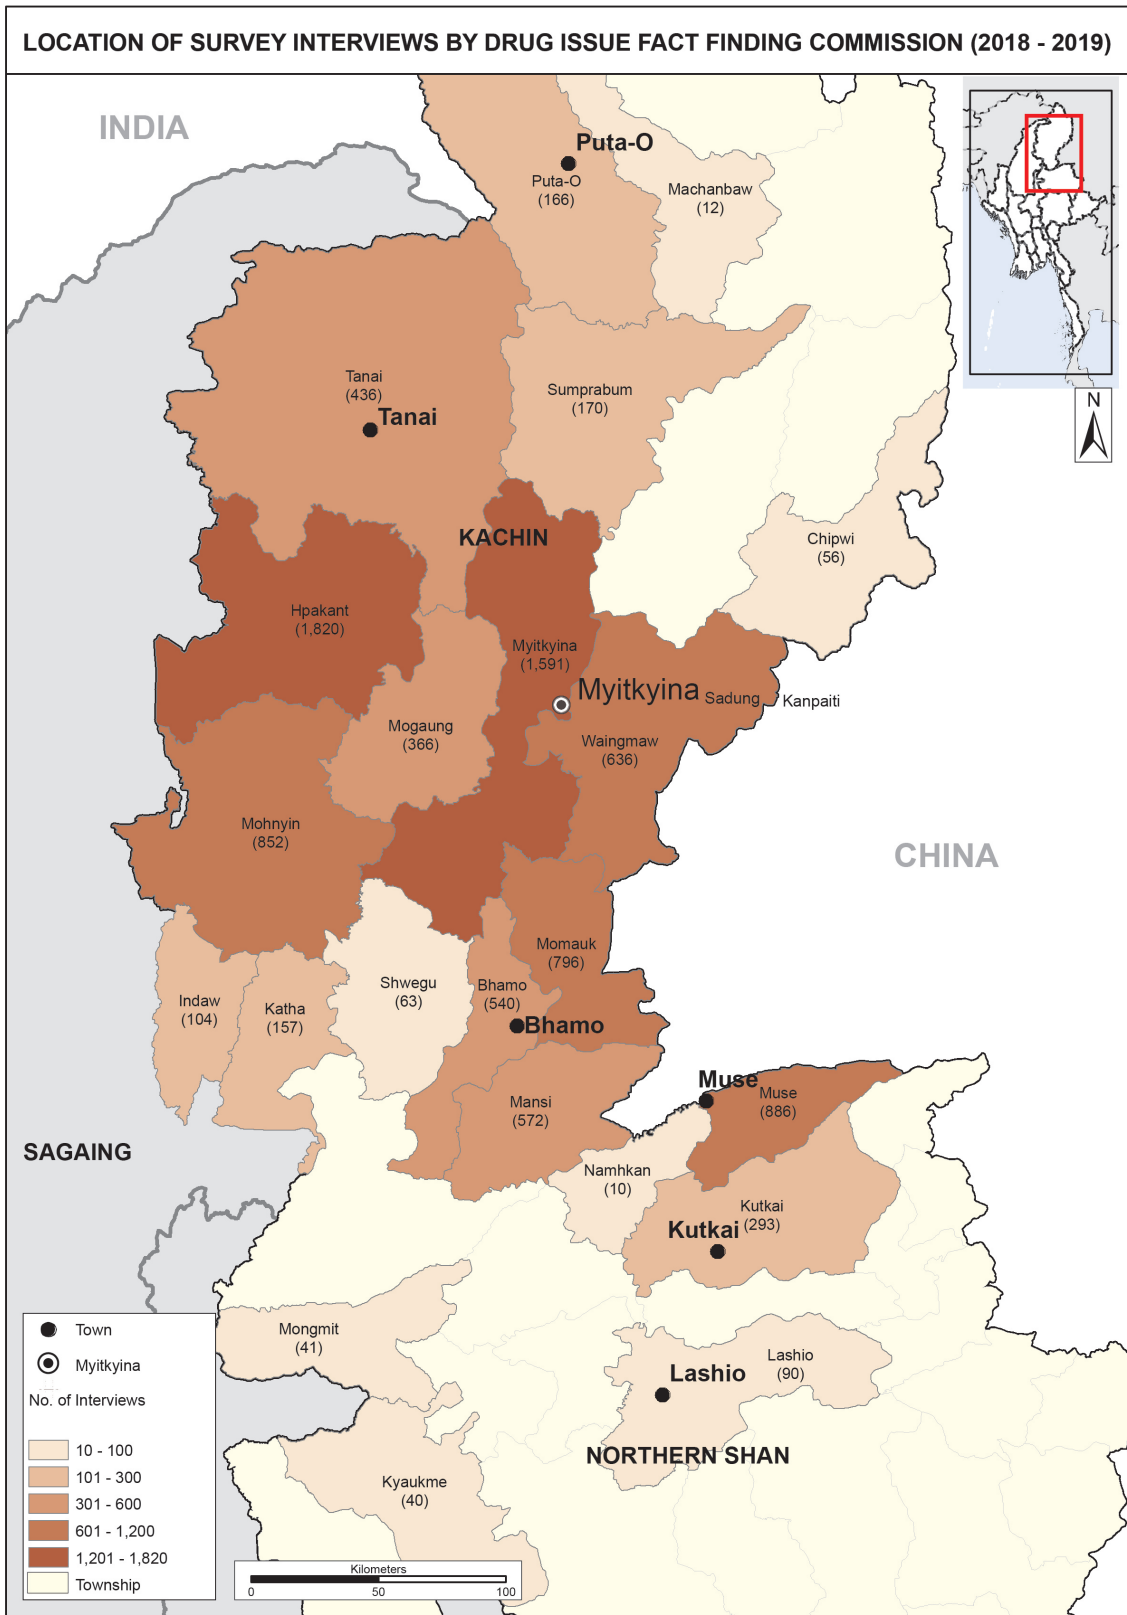 LOCATION OF SURVEY INTERVIEWS BY DRUG ISSUE FACT FINDING COMMISSION (2018 - 2019)
INDIA
Puta-O
Puta-O
(166)
Machanbaw
(12)
N
Tanai
(436)
Tanai
Sumprabum
(170)
KACHIN
Chipwi
(56)
Hpakant
(1,820)
Myitkyina
(1,591)
Myitkyina
Sadung
Kanpaiti
Mogaung
(366)
Waingmaw
(636)
Mohnyin
(852)
CHINA
Momauk
(796)
Shwegu
(63)
Bhamo
(540)
Indaw
(104)
Katha
(157)
Bhamo
Muse
Muse
(886)
Mansi
(572)
SAGAING
Namhkan
(10)
Kutkai
(293)
Kutkai
Mongmit
(41)
Lashio
(90)
Lashio
NORTHERN SHAN
Kyaukme
(40)
Town
Myitkyina
No. of Interviews
10 - 100
101 - 300
301 - 600
601 - 1,200
1,201 - 1,820
Township
Kilometers
0 50 100